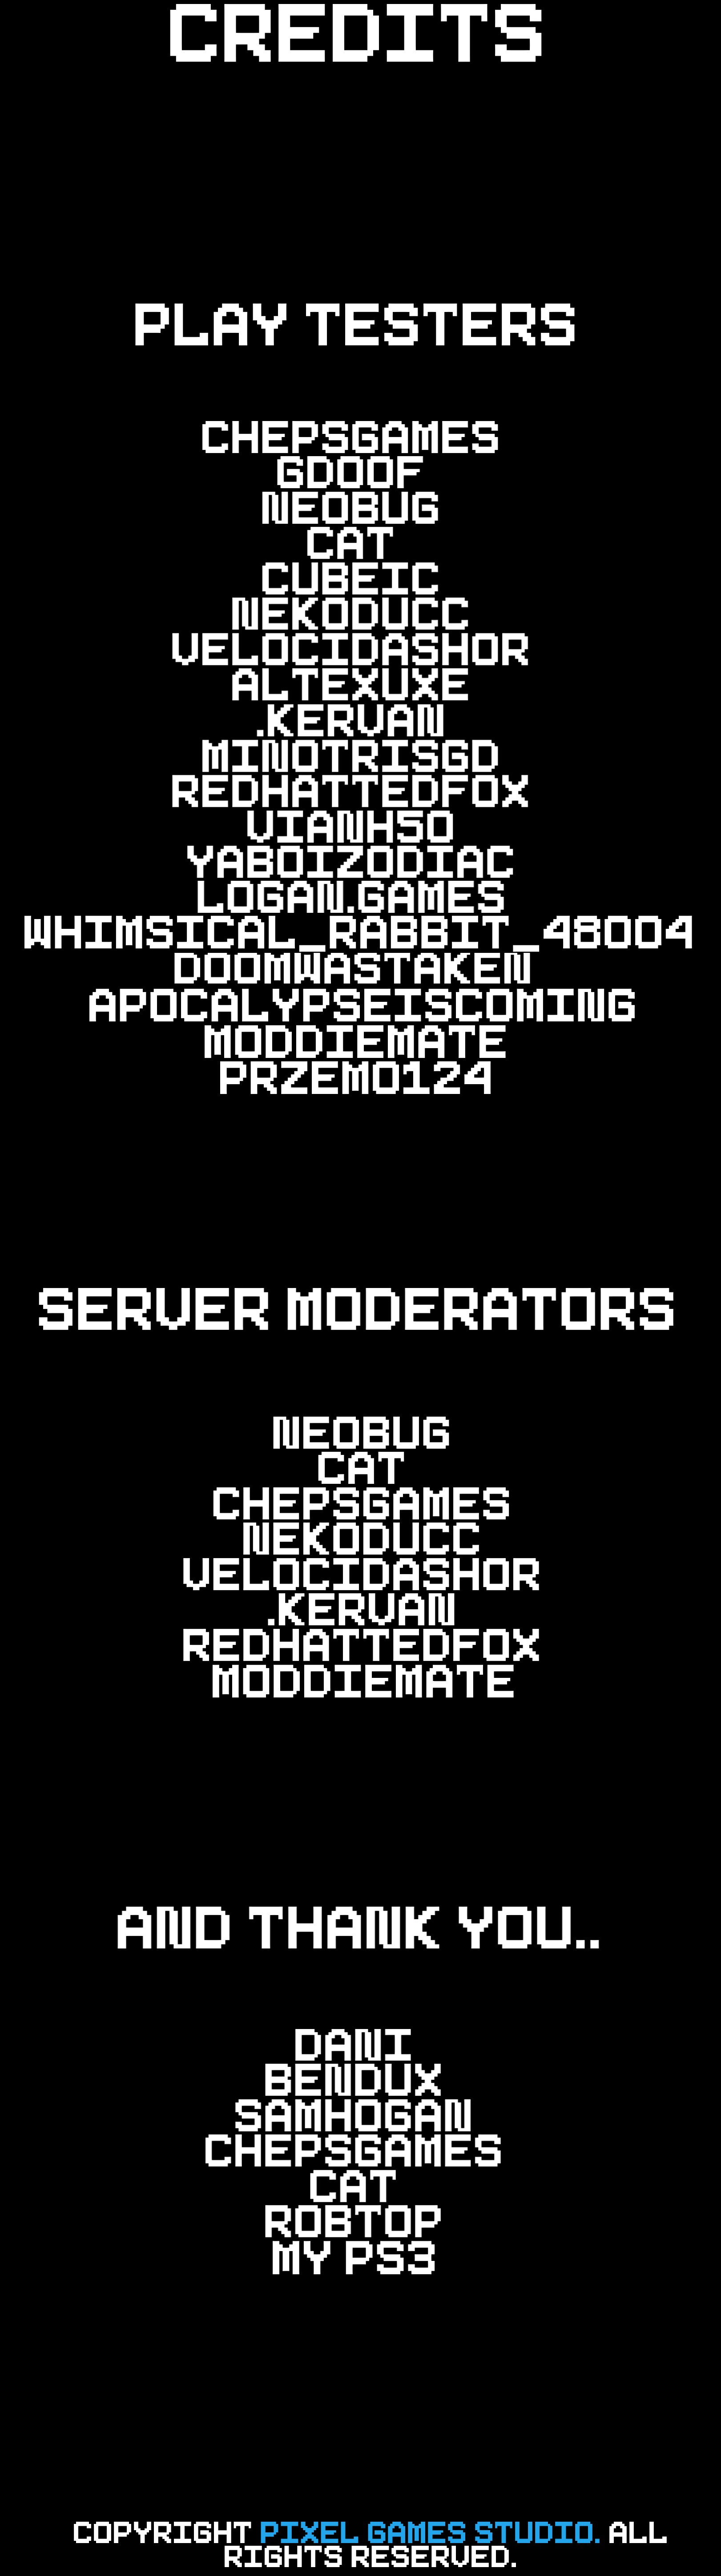 CREDITS
PLAY TESTERS
CHEPSGAMES
GDOOF
NEOBUG
CAT
CUBEIC
NEKODUCC
VELOCIDASHOR
ALTEXUXE
.KERVAN
MINOTRISGD
REDHATTEDFOX
VIANH50
YABOIZODIAC
LOGAN.GAMES
WHIMSICAL_RABBIT_48004
DOOMWASTAKEN
APOCALYPSEISCOMING
MODDIEMATE
PRZEMO124
SERVER MODERATORS
NEOBUG
CAT
CHEPSGAMES
NEKODUCC
VELOCIDASHOR
.KERVAN
REDHATTEDFOX
MODDIEMATE
AND THANK YOU..
DANI
BENDUX
SAMHOGAN
CHEPSGAMES
CAT
ROBTOP
MY PS3
COPYRIGHT PIXEL GAMES STUDIO. ALL
RIGHTS RESERVED.